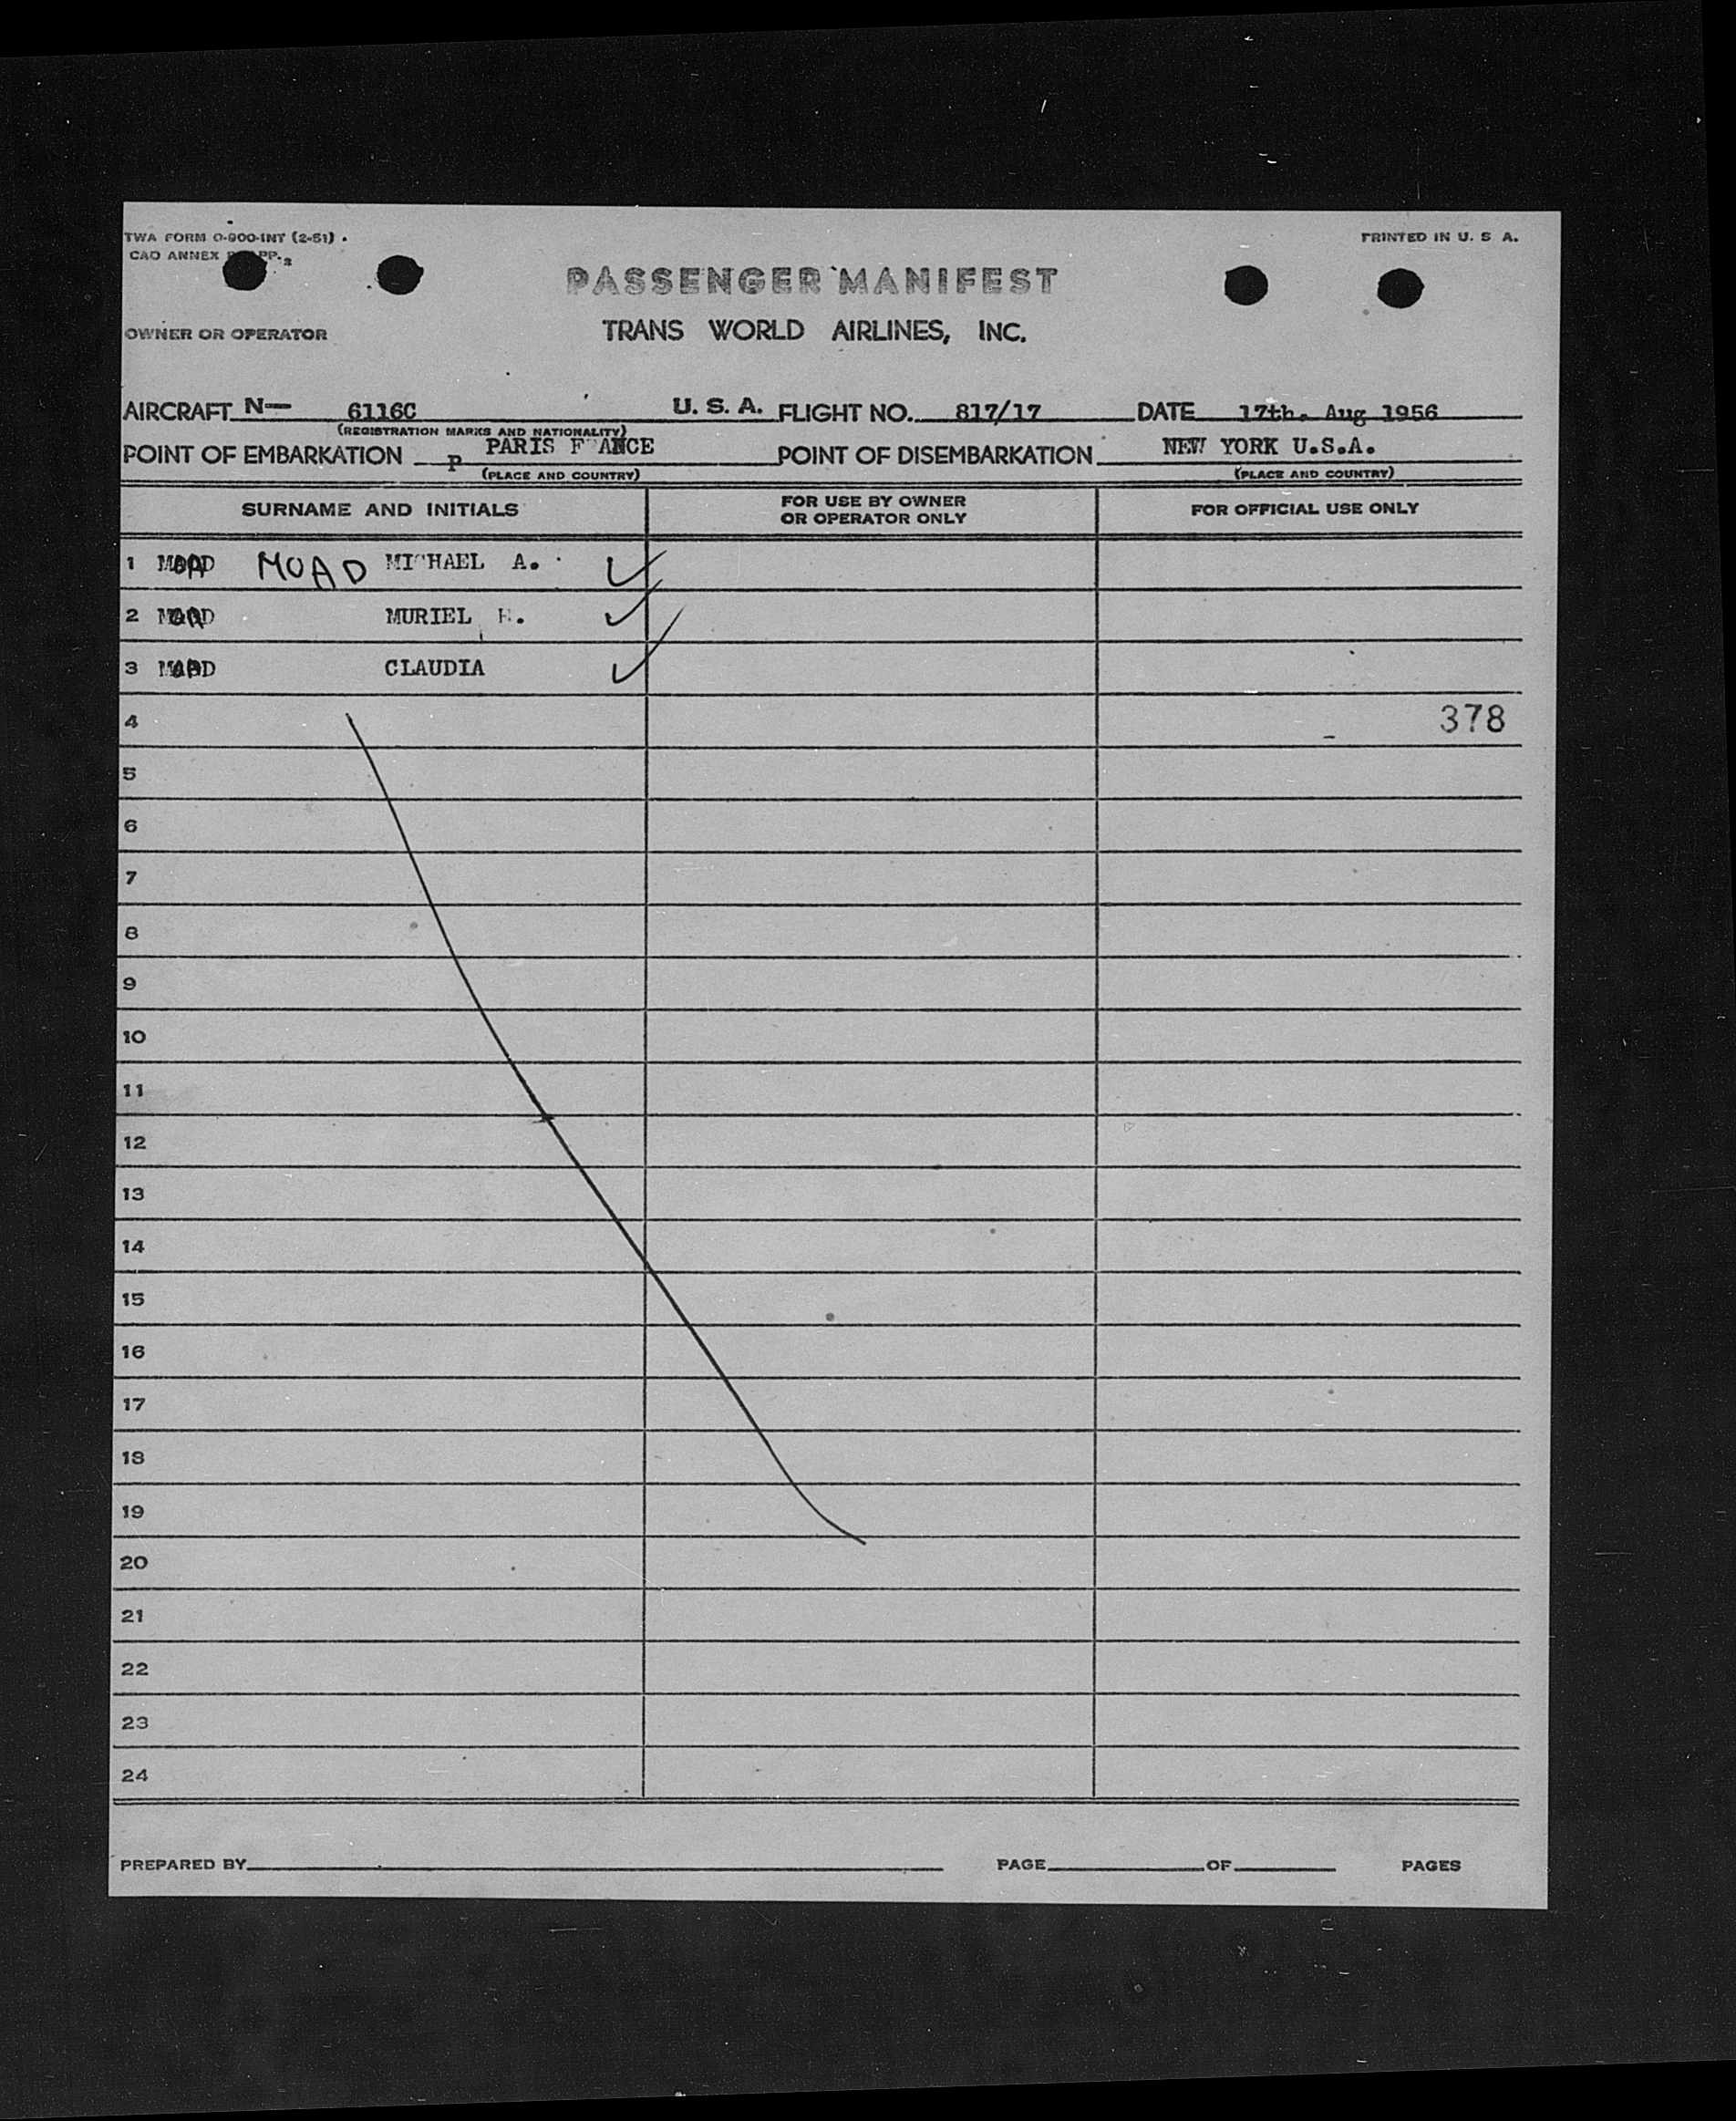 TWA FORM O-900-INT (2-51)
PRINTED IN U. S. A.
CAO ANNEX
PASSENGER MANIFEST
OWNER OR OPERATOR
TRANS WORLD AIRLINES, INC.
AIRCRAFT N— 6116C U. S. A. FLIGHT NO. 817/17 DATE 17th. Aug 1956
(REGISTRATION MARKS AND NATIONALITY)
POINT OF EMBARKATION P PARIS F ANCE POINT OF DISEMBARKATION NEW YORK U.S.A.
(PLACE AND COUNTRY) (PLACE AND COUNTRY)
SURNAME AND INITIALS FOR USE BY OWNER OR OPERATOR ONLY FOR OFFICIAL USE ONLY
1 MOAD MOAD MICHAEL A.
2 MOAD MURIEL
3 MOAD CLAUDIA
4 378
5
6
7
8
9
10
11
12
13
14
15
16
17
18
19
20
21
22
23
24
PREPARED BY PAGE OF PAGES